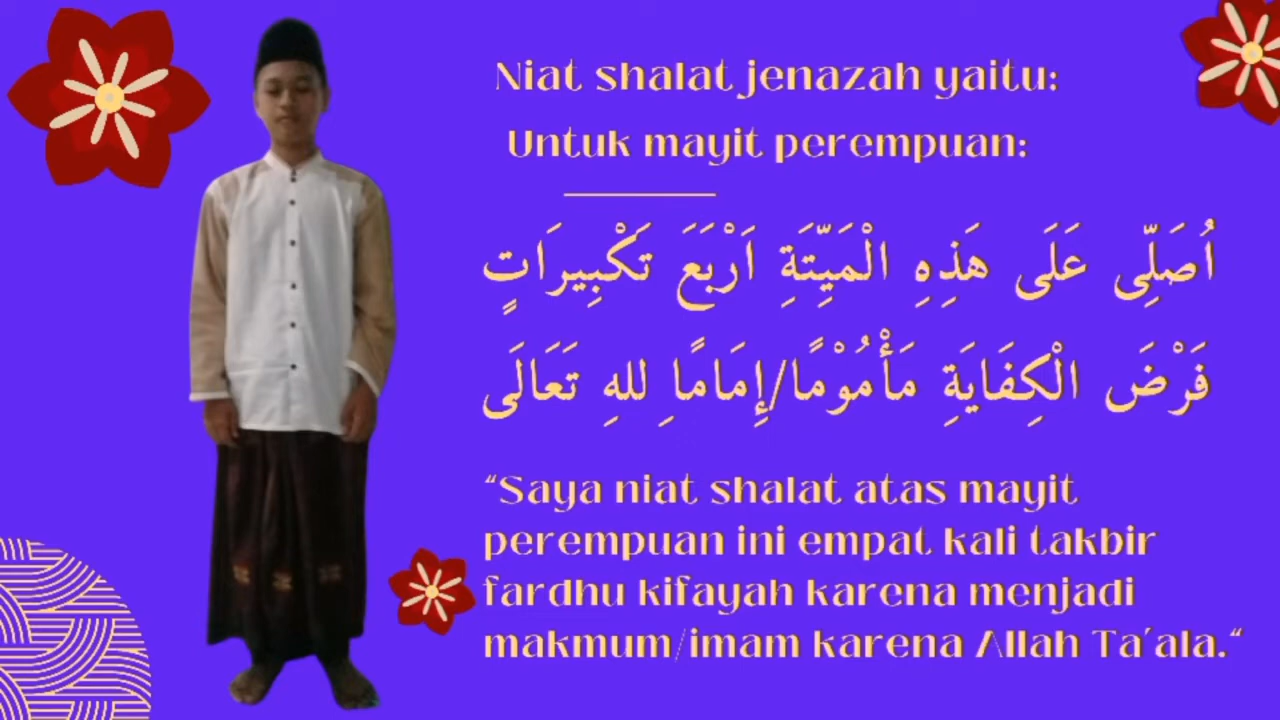 Niat shalat jenazah yaitu:
Untuk mayit perempuan:
اُصَلِّى عَلَى هَذِهِ الْمَيِّتَةِ اَرْبَعَ تَكْبِيرَاتٍ
فَرْضَ الْكِفَايَةِ مَأْمُوْمًا/إِمَامًا ِللهِ تَعَالَى
“Saya niat shalat atas mayit
perempuan ini empat kali takbir
fardhu kifayah karena menjadi
makmum/imam karena Allah Ta’ala.“